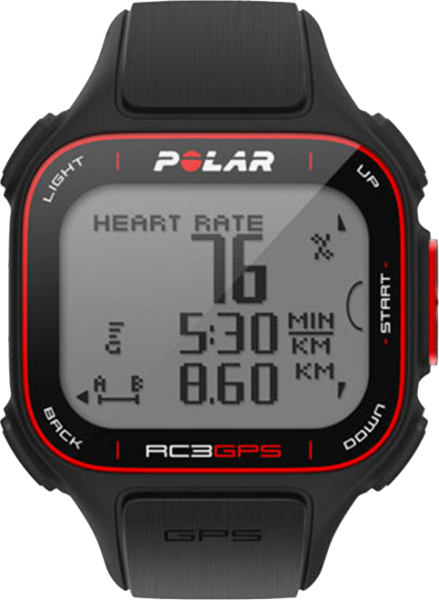 LIGHT
POLAR
UP
HEART RATE
76 %
START
5:30 MIN
KM
G
A B
8.60 KM
BACK
RC3GPS
DOWN
GPS